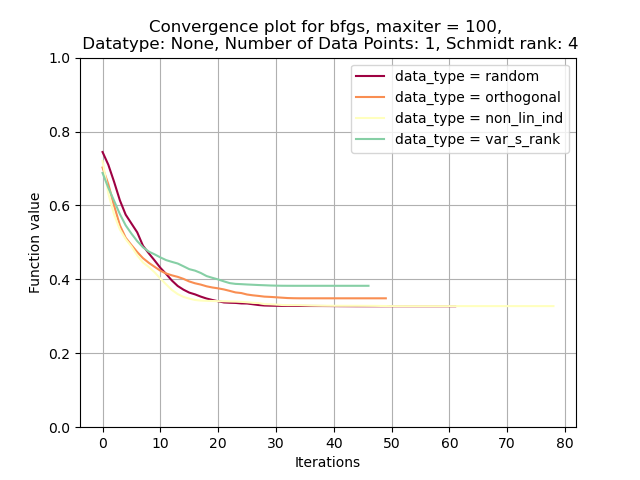 Convergence plot for bfgs, maxiter = 100,
Datatype: None, Number of Data Points: 1, Schmidt rank: 4
data_type = random
data_type = orthogonal
data_type = non_lin_ind
data_type = var_s_rank
Function value
1.0
0.8
0.6
0.4
0.2
0.0
0 10 20 30 40 50 60 70 80
Iterations